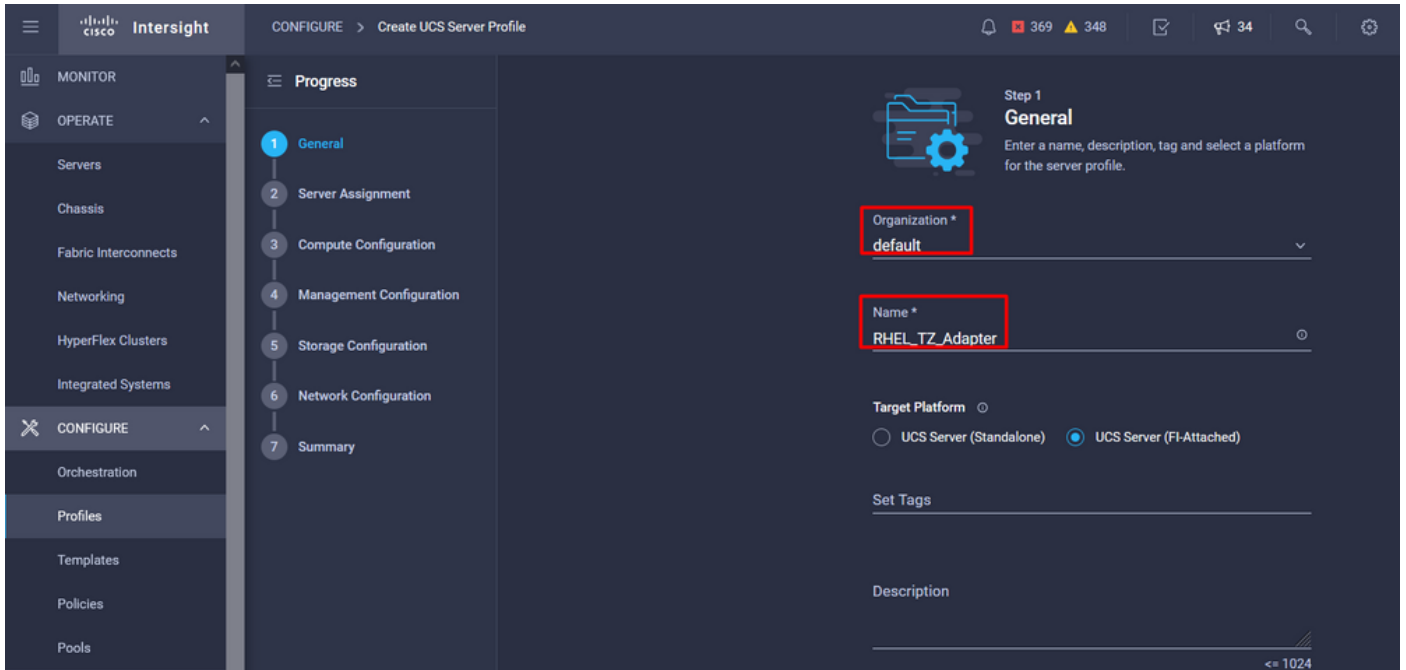 cisco Intersight
CONFIGURE > Create UCS Server Profile
369 348 34
MONITOR
OPERATE
Servers
Chassis
Fabric Interconnects
Networking
HyperFlex Clusters
Integrated Systems
CONFIGURE
Orchestration
Profiles
Templates
Policies
Pools
Progress
1 General
2 Server Assignment
3 Compute Configuration
4 Management Configuration
5 Storage Configuration
6 Network Configuration
7 Summary
Step 1
General
Enter a name, description, tag and select a platform
for the server profile.
Organization *
default
Name *
RHEL_TZ_Adapter
Target Platform
UCS Server (Standalone) UCS Server (FI-Attached)
Set Tags
Description
<= 1024